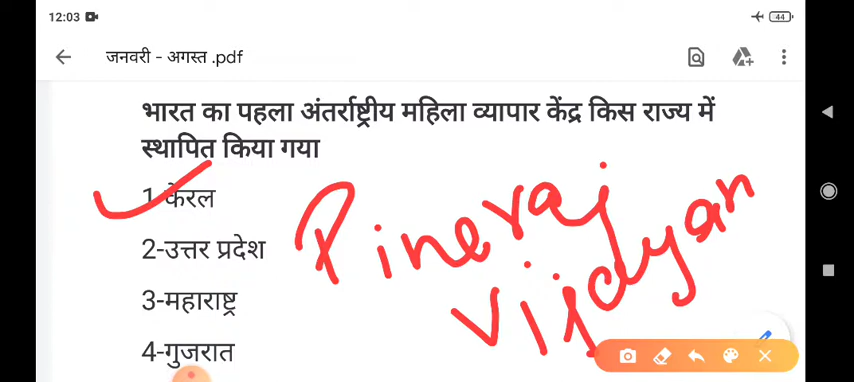 12:03
44
जनवरी - अगस्त .pdf
भारत का पहला अंतर्राष्ट्रीय महिला व्यापार केंद्र किस राज्य में
स्थापित किया गया
1-केरल
2-उत्तर प्रदेश
3-महाराष्ट्र
4-गुजरात
Pineraj
Vijdyan